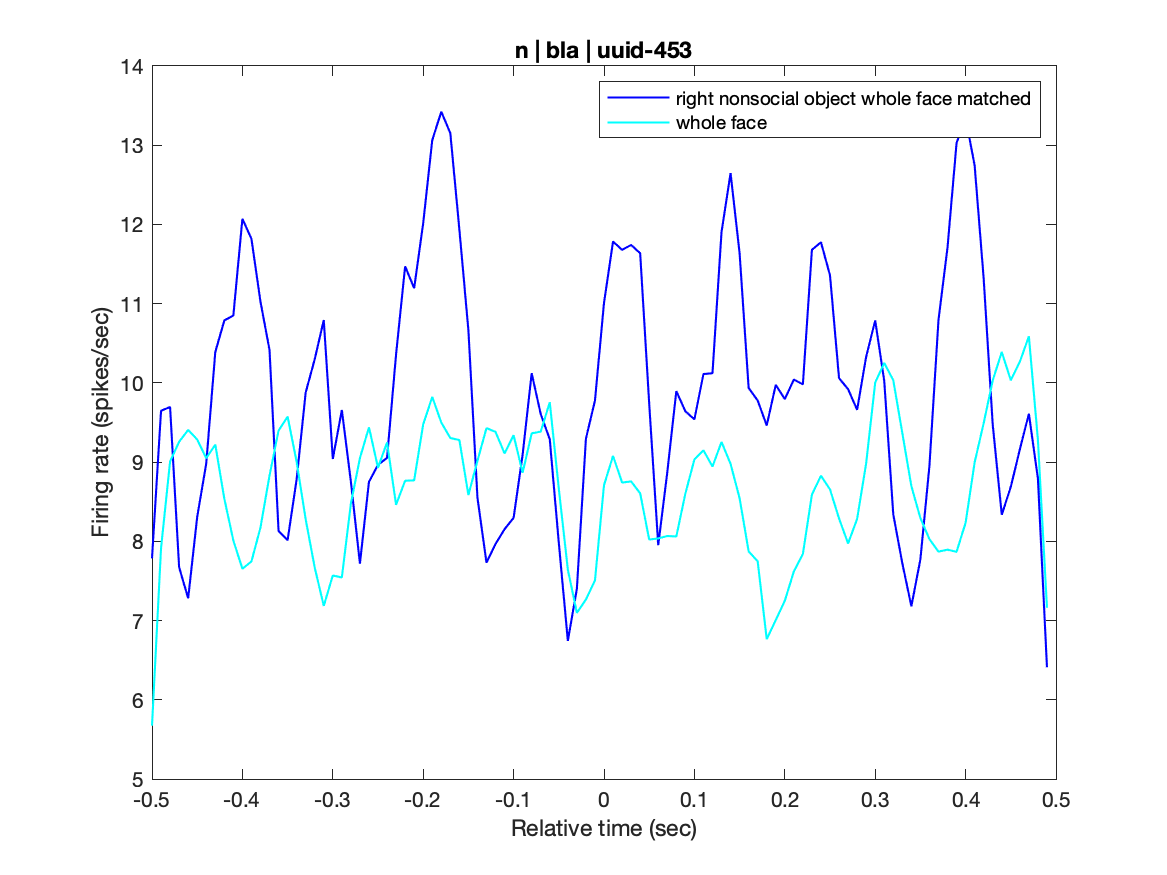 n | bla | uuid-453
right nonsocial object whole face matched
whole face
Firing rate (spikes/sec)
14
13
12
11
10
9
8
7
6
5
-0.5 -0.4 -0.3 -0.2 -0.1 0 0.1 0.2 0.3 0.4 0.5
Relative time (sec)